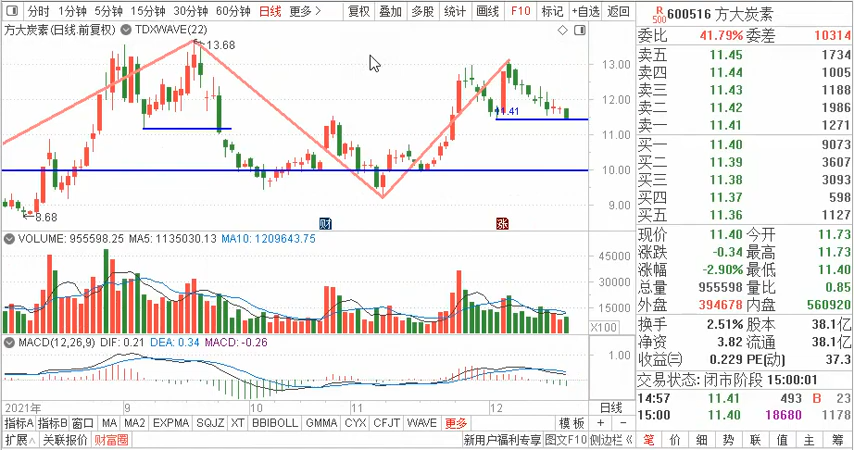 分时 1分钟 5分钟 15分钟 30分钟 60分钟 日线 更多 > 复权 叠加 多股 统计 画线 F10 标记 +自选 返回
R 500 600516 方大炭素
方大炭素(日线.前复权) TDXWAVE(22)
委比 41.79% 委差 10314
卖五 11.45 1734
卖四 11.44 1005
卖三 11.43 1188
卖二 11.42 1986
卖一 11.41 1271
买一 11.40 9073
买二 11.39 3607
买三 11.38 3093
买四 11.37 598
买五 11.36 1127
现价 11.40 今开 11.73
涨跌 -0.34 最高 11.73
涨幅 -2.90% 最低 11.40
总量 955598 量比 0.85
外盘 394678 内盘 560920
换手 2.51% 股本 38.1亿
净资 3.82 流通 38.1亿
收益㈢ 0.229 PE(动) 37.3
交易状态: 闭市阶段 15:00:01
14:57 11.41 493 B 23
15:00 11.40 18680 1178
笔 价 细 势 联 值 主 筹
13.68
13.00
12.00
11.41
11.00
10.00
9.00
8.68
财
涨
VOLUME: 955598.25 MA5: 1135030.13 MA10: 1209643.75
45000
30000
15000
X100
MACD(12,26,9) DIF: 0.21 DEA: 0.34 MACD: -0.26
1.00
2021年 9 10 11 12 日线
指标A 指标B 窗口 MA MA2 EXPMA SQJZ XT BBIBOLL GMMA CYX CFJT WAVE 更多 模板 + −
扩展∧ 关联报价 财富圈 新用户福利专享 图文F10 侧边栏《